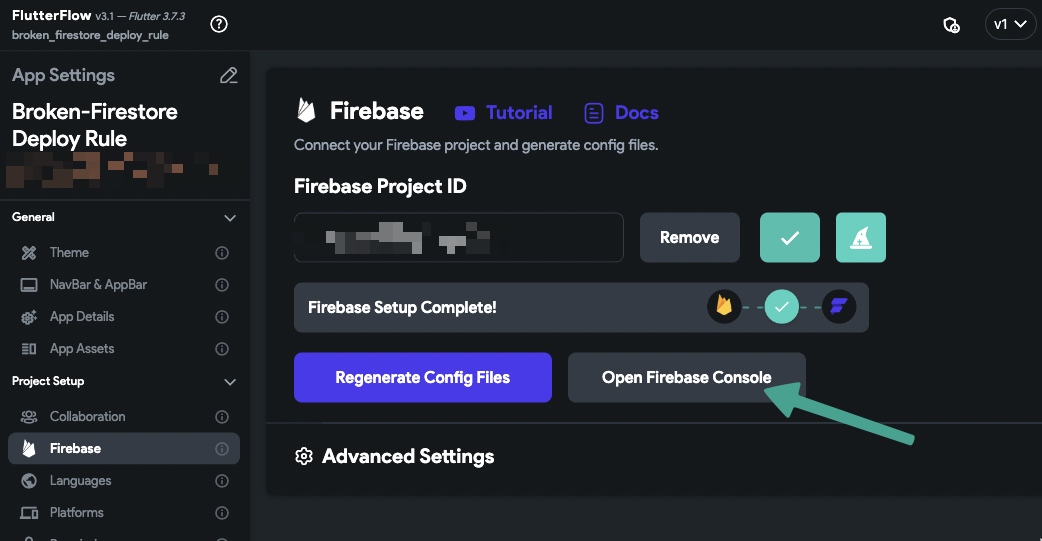 FlutterFlow v3.1 — Flutter 3.7.3
broken_firestore_deploy_rule
v1
App Settings
Broken-Firestore
Deploy Rule
General
Theme
NavBar & AppBar
App Details
App Assets
Project Setup
Collaboration
Firebase
Languages
Platforms
Firebase Tutorial Docs
Connect your Firebase project and generate config files.
Firebase Project ID
Remove
Firebase Setup Complete!
Regenerate Config Files Open Firebase Console
Advanced Settings